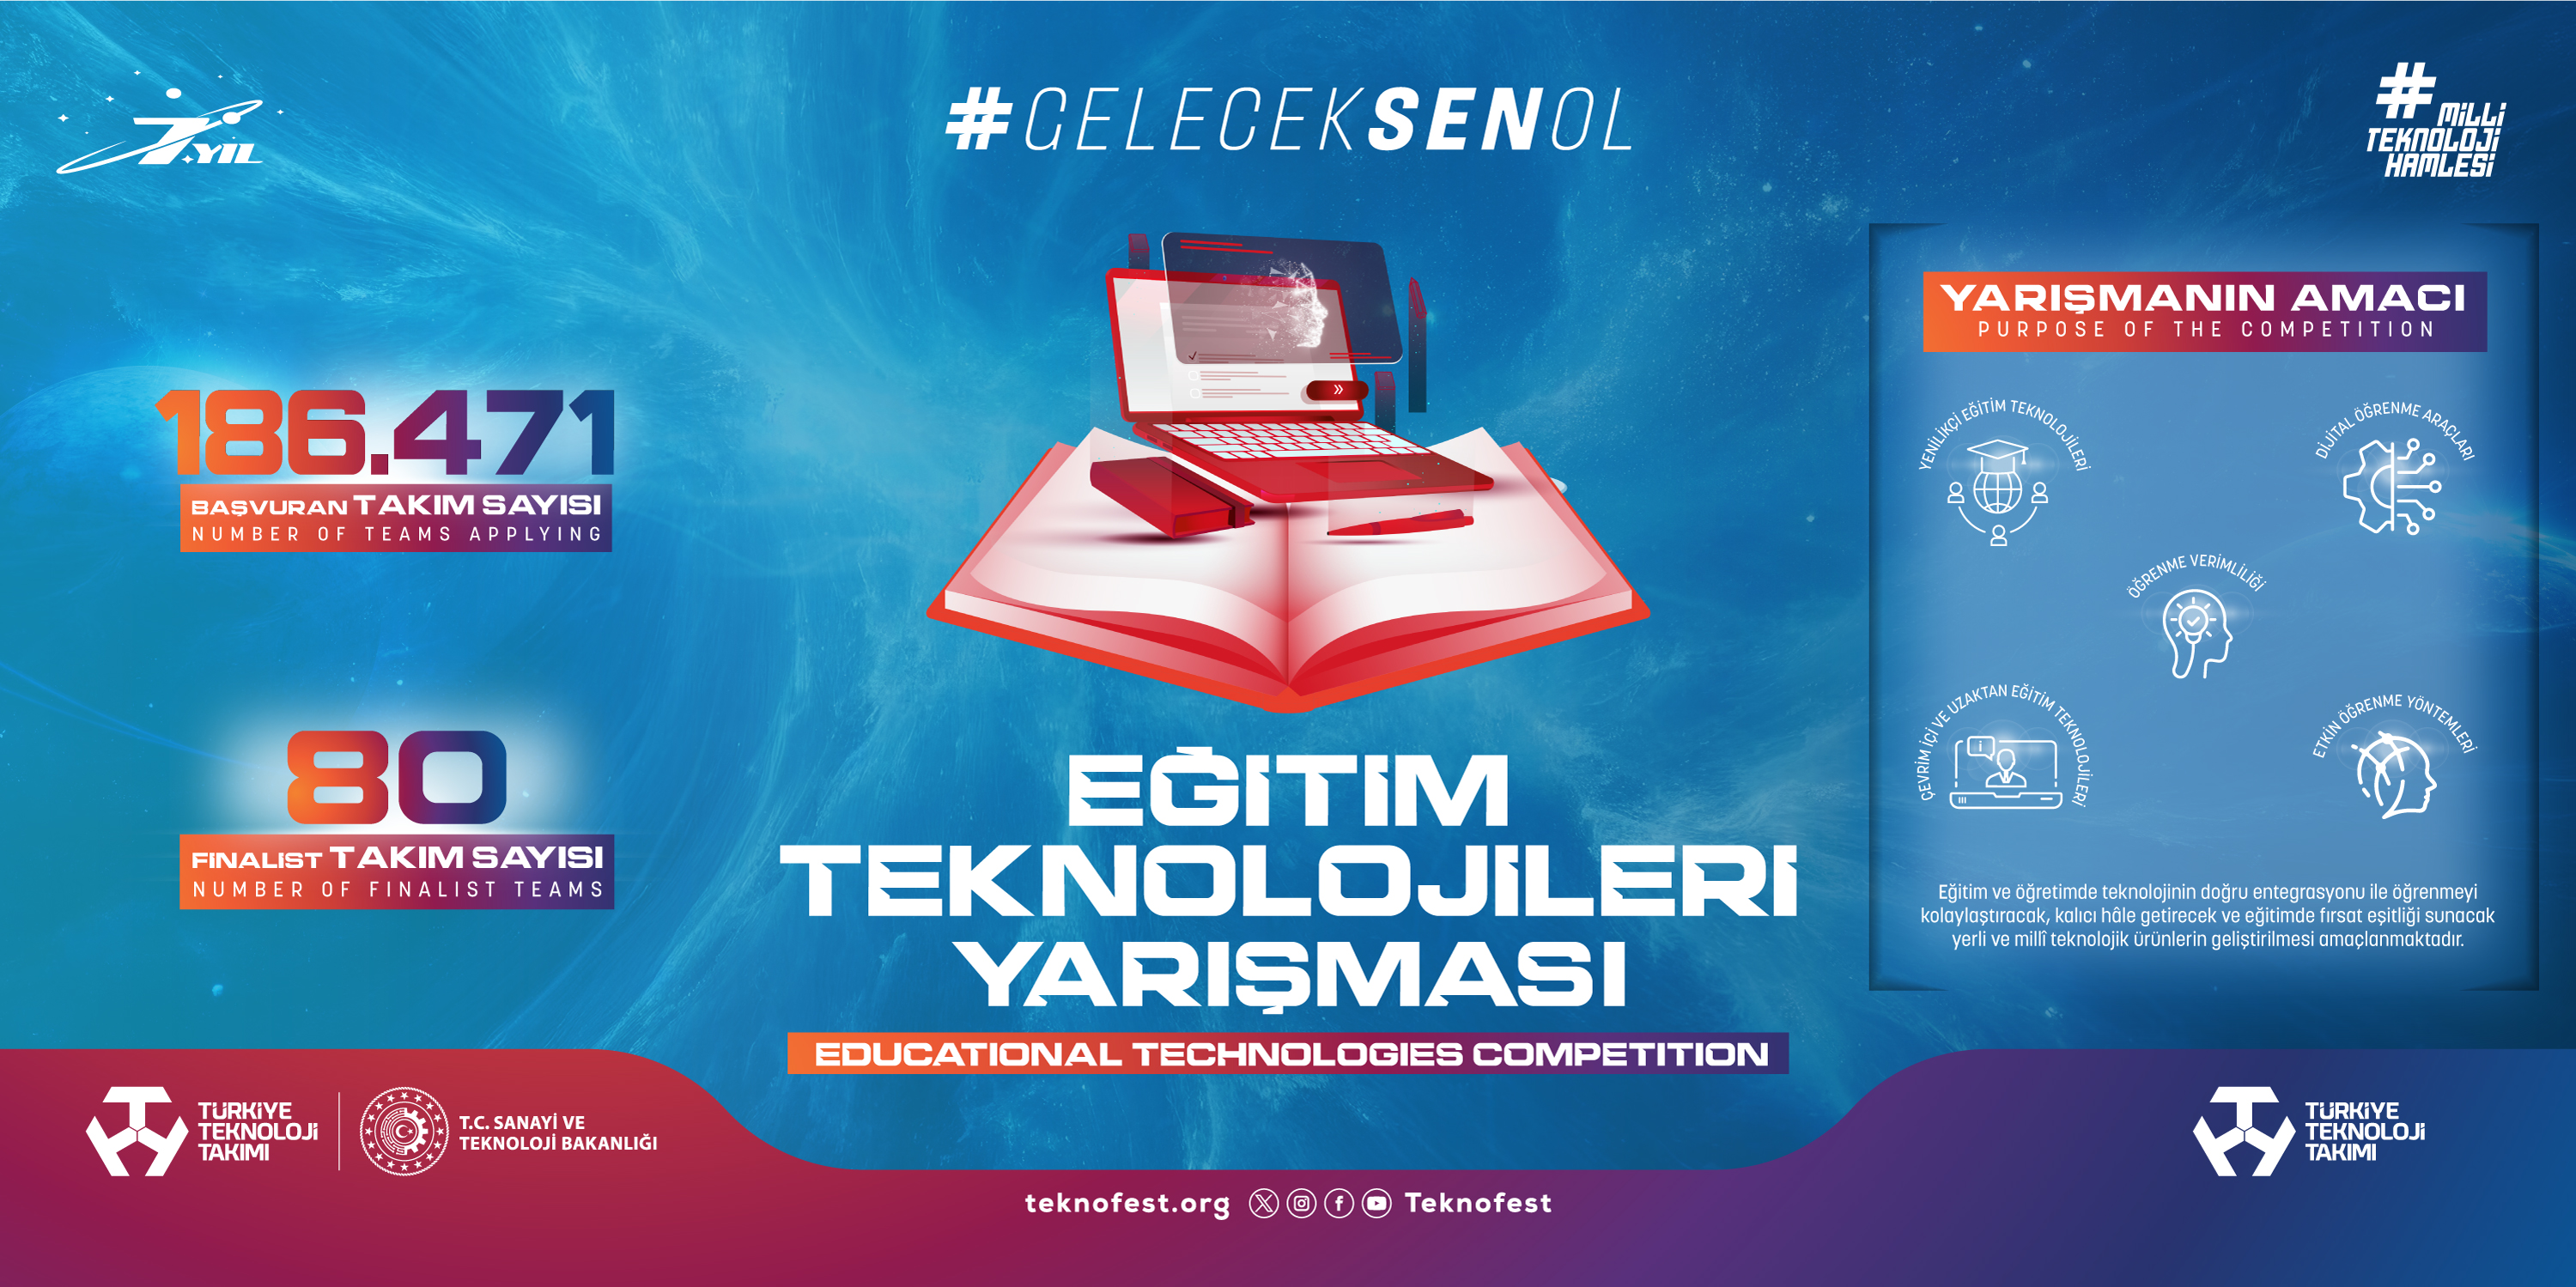 7.YIL
#GELECEKSENOL
#MİLLİ
TEKNOLOJİ
HAMLESİ
186.471
BAŞVURAN TAKIM SAYISI
NUMBER OF TEAMS APPLYING
80
FİNALİST TAKIM SAYISI
NUMBER OF FINALIST TEAMS
EĞİTİM
TEKNOLOJİLERİ
YARIŞMASI
EDUCATIONAL TECHNOLOGIES COMPETITION
YARIŞMANIN AMACI
PURPOSE OF THE COMPETITION
YENİLİKÇİ EĞİTİM TEKNOLOJİLERİ
DİJİTAL ÖĞRENME ARAÇLARI
ÖĞRENME VERİMLİLİĞİ
ÇEVRİM İÇİ VE UZAKTAN EĞİTİM TEKNOLOJİLERİ
ETKİN ÖĞRENME YÖNTEMLERİ
Eğitim ve öğretimde teknolojinin doğru entegrasyonu ile öğrenmeyi
kolaylaştıracak, kalıcı hâle getirecek ve eğitimde fırsat eşitliği sunacak
yerli ve millî teknolojik ürünlerin geliştirilmesi amaçlanmaktadır.
TÜRKİYE
TEKNOLOJİ
TAKIMI
T.C. SANAYİ VE
TEKNOLOJİ BAKANLIĞI
teknofest.org Teknofest
TÜRKİYE
TEKNOLOJİ
TAKIMI